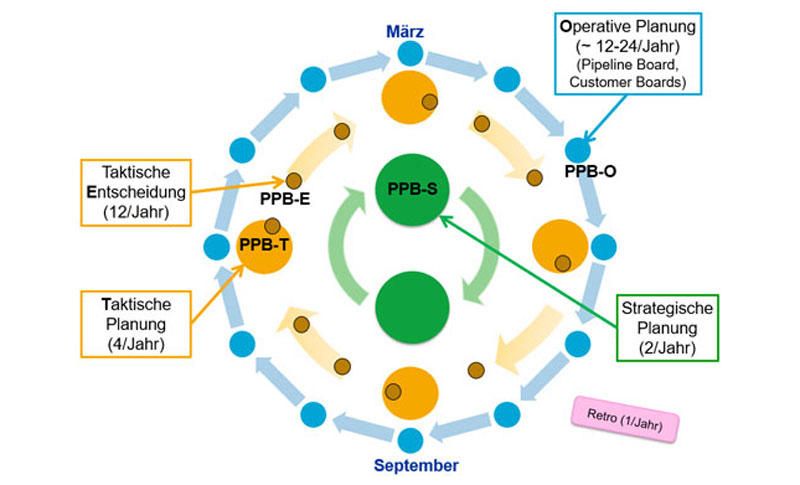 März
Operative Planung
(~ 12-24/Jahr)
(Pipeline Board,
Customer Boards)
Taktische
Entscheidung
(12/Jahr)
PPB-E
PPB-S
PPB-O
PPB-T
Taktische
Planung
(4/Jahr)
Strategische
Planung
(2/Jahr)
Retro (1/Jahr)
September